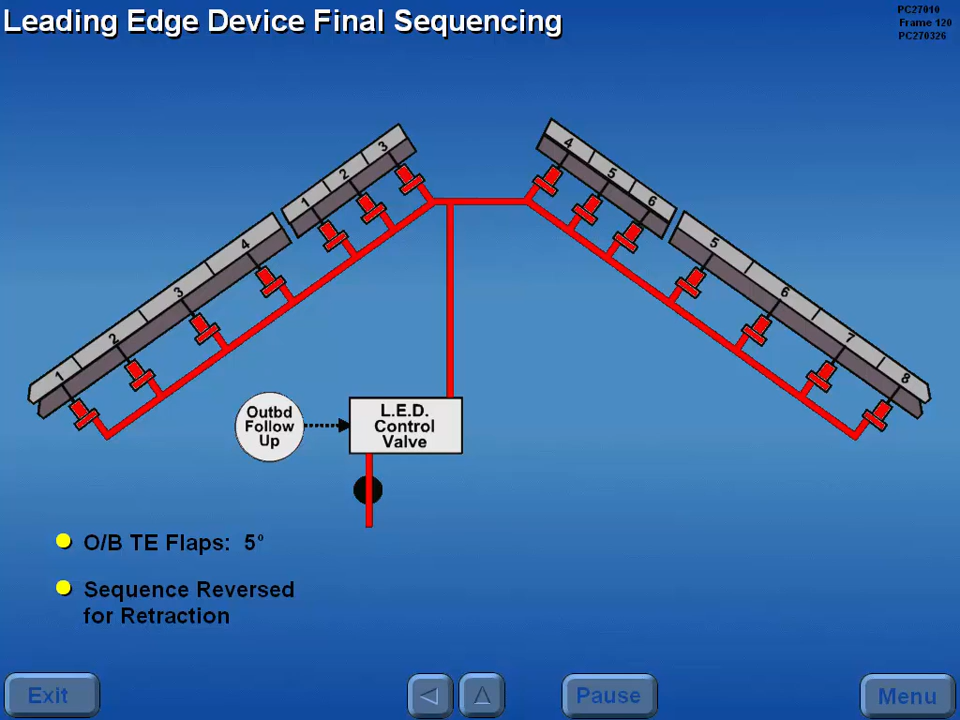 Leading Edge Device Final Sequencing
PC27010
Frame 120
PC270326
3
2
1
4
3
2
1
4
5
6
5
6
7
8
Outbd
Follow
Up
L.E.D.
Control
Valve
O/B TE Flaps: 5°
Sequence Reversed
for Retraction
Exit
Pause
Menu